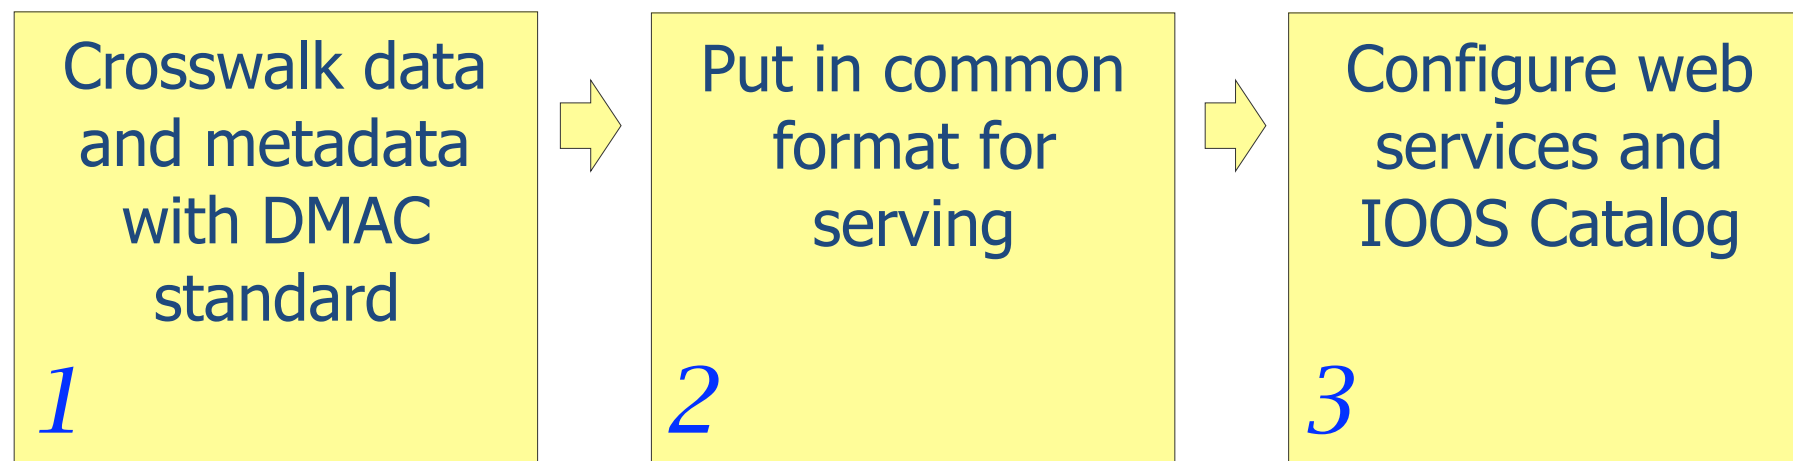 Crosswalk data
and metadata
with DMAC
standard
1
Put in common
format for
serving
2
Configure web
services and
IOOS Catalog
3